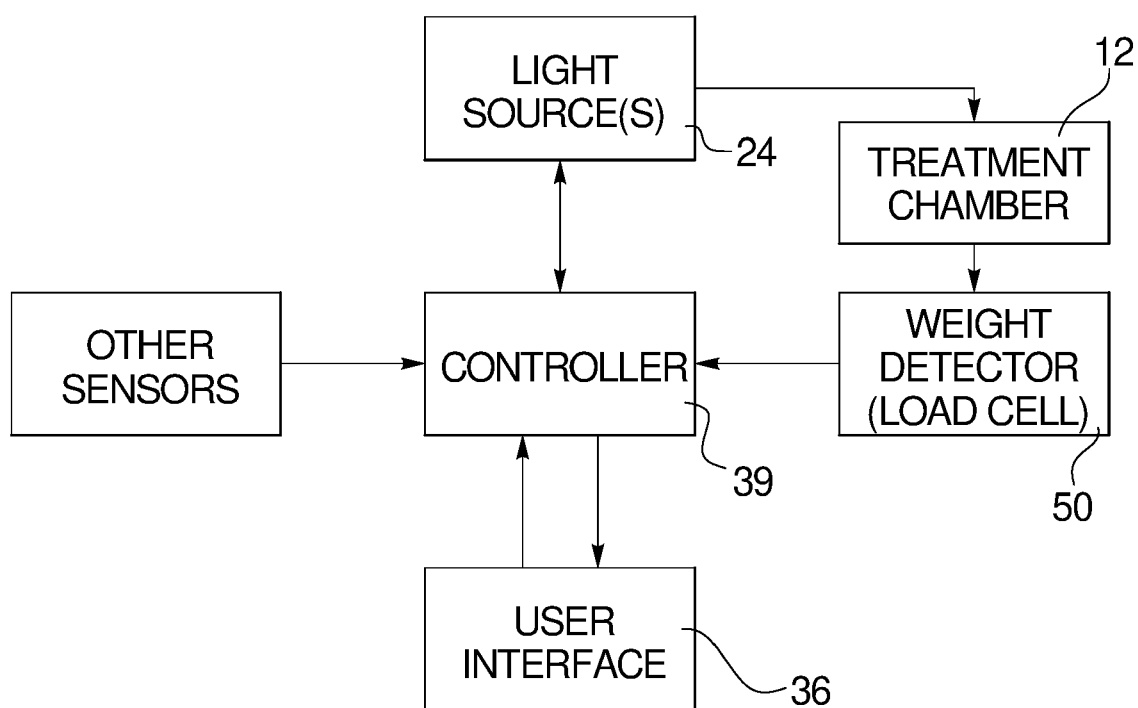 LIGHT
SOURCE(S)
24
12
TREATMENT
CHAMBER
OTHER
SENSORS
CONTROLLER
39
WEIGHT
DETECTOR
(LOAD CELL)
50
USER
INTERFACE
36